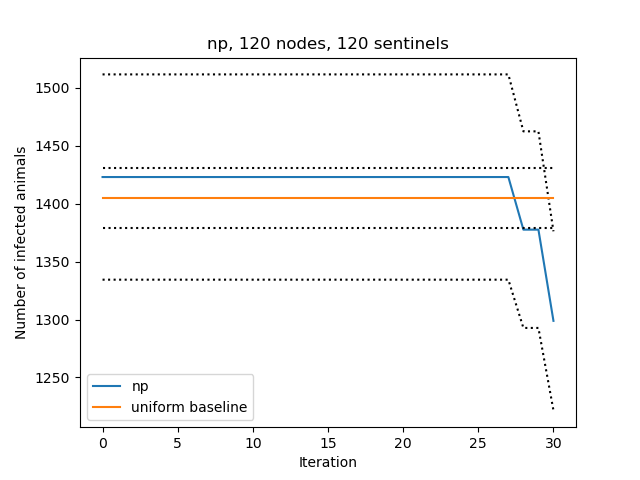 np, 120 nodes, 120 sentinels
Number of infected animals
1500
1450
1400
1350
1300
1250
np
uniform baseline
0 5 10 15 20 25 30
Iteration